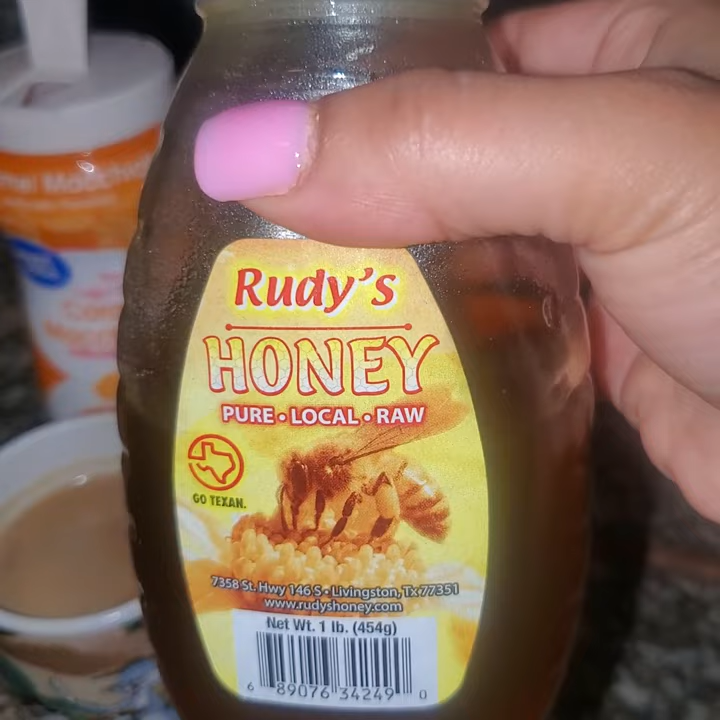 Rudy's
HONEY
PURE • LOCAL • RAW
GO TEXAN.
7358 St. Hwy 146 S • Livingston, Tx 77351
www.rudyshoney.com
Net Wt. 1 lb. (454g)
6 89076 34249 0